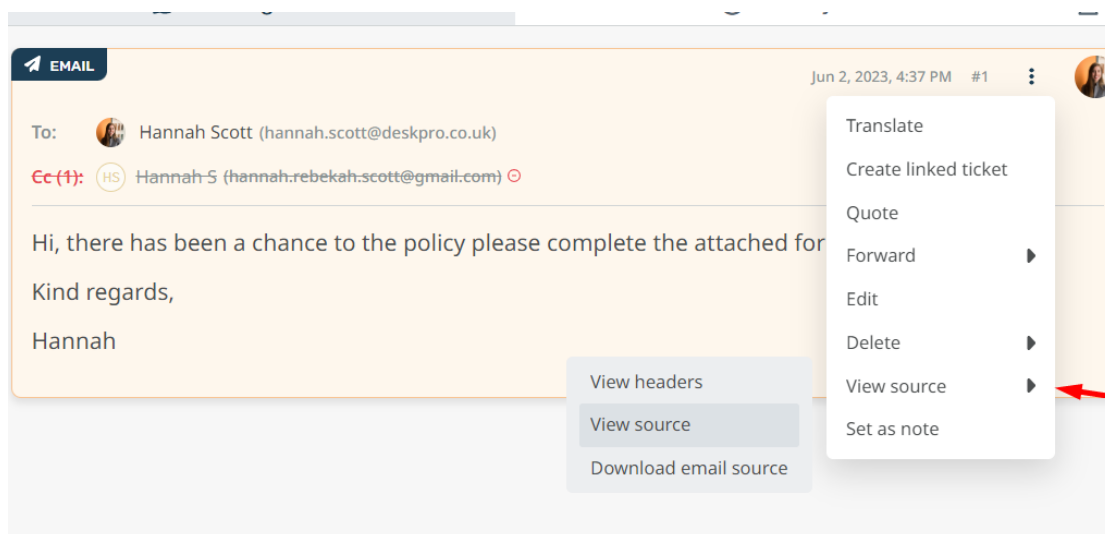 EMAIL
Jun 2, 2023, 4:37 PM #1
To: Hannah Scott (hannah.scott@deskpro.co.uk)
Cc (1): HS Hannah S (hannah.rebekah.scott@gmail.com)
Hi, there has been a chance to the policy please complete the attached for
Kind regards,
Hannah
Translate
Create linked ticket
Quote
Forward
Edit
Delete
View source
Set as note
View headers
View source
Download email source